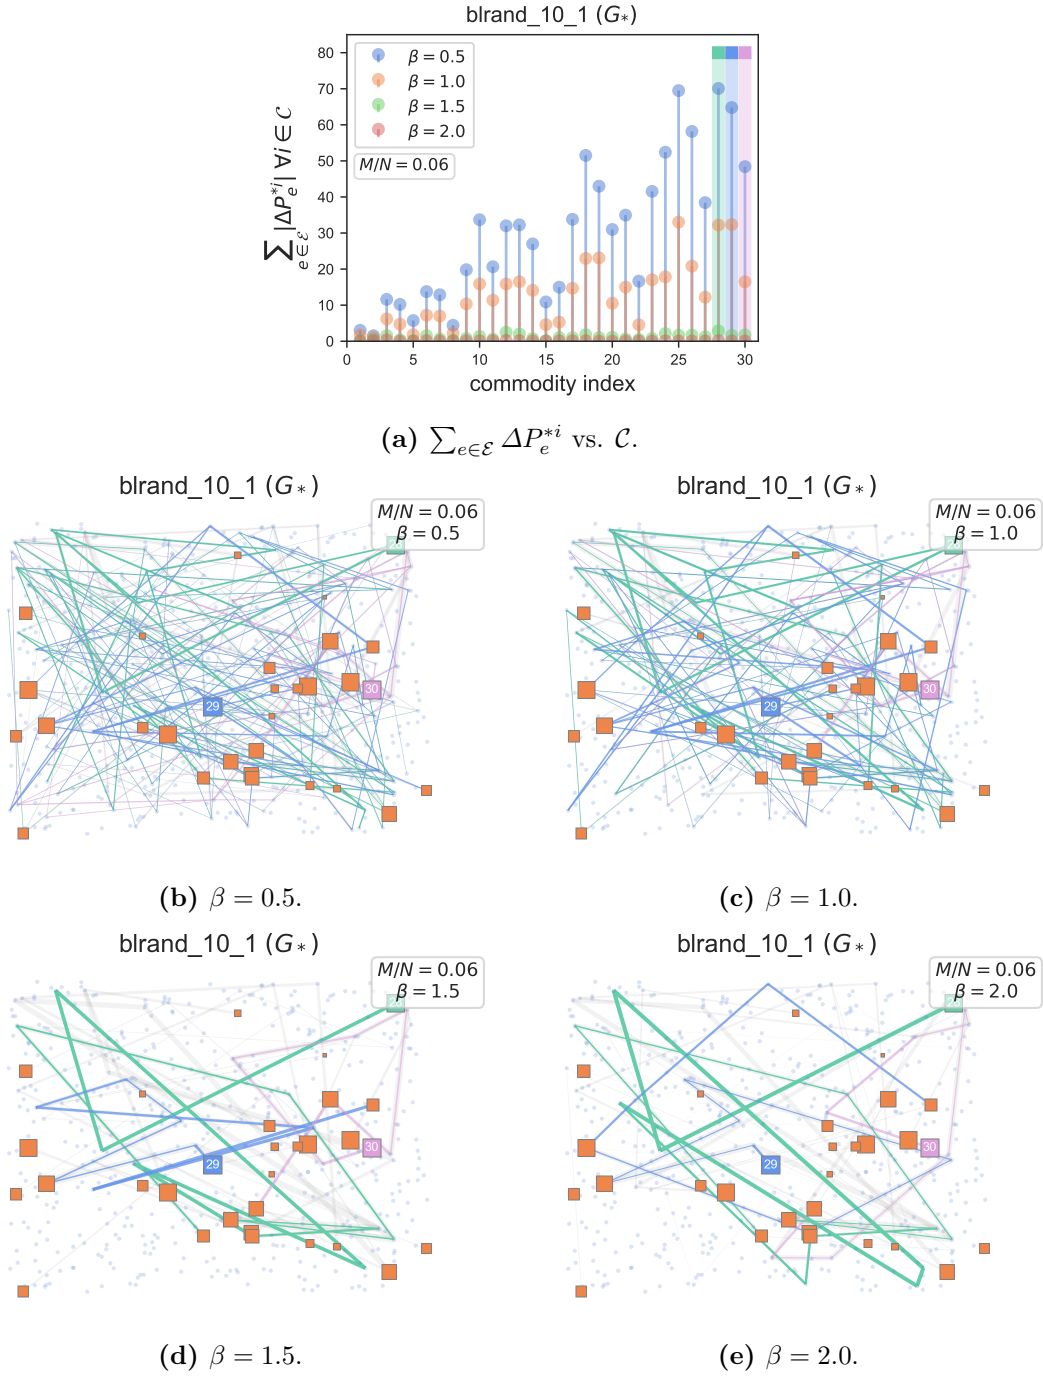 blrand_10_1 (G*)
∑_{e∈ℰ} |ΔP_e^{*i}| ∀i ∈ 𝒞
80
70
60
50
40
30
20
10
0
β = 0.5
β = 1.0
β = 1.5
β = 2.0
M/N = 0.06
0 5 10 15 20 25 30
commodity index
(a) ∑_{e∈ℰ} ΔP_e^{*i} vs. 𝒞.
blrand_10_1 (G*)
M/N = 0.06
β = 0.5
29
30
(b) β = 0.5.
blrand_10_1 (G*)
M/N = 0.06
β = 1.0
29
30
(c) β = 1.0.
blrand_10_1 (G*)
M/N = 0.06
β = 1.5
29
30
(d) β = 1.5.
blrand_10_1 (G*)
M/N = 0.06
β = 2.0
29
30
(e) β = 2.0.